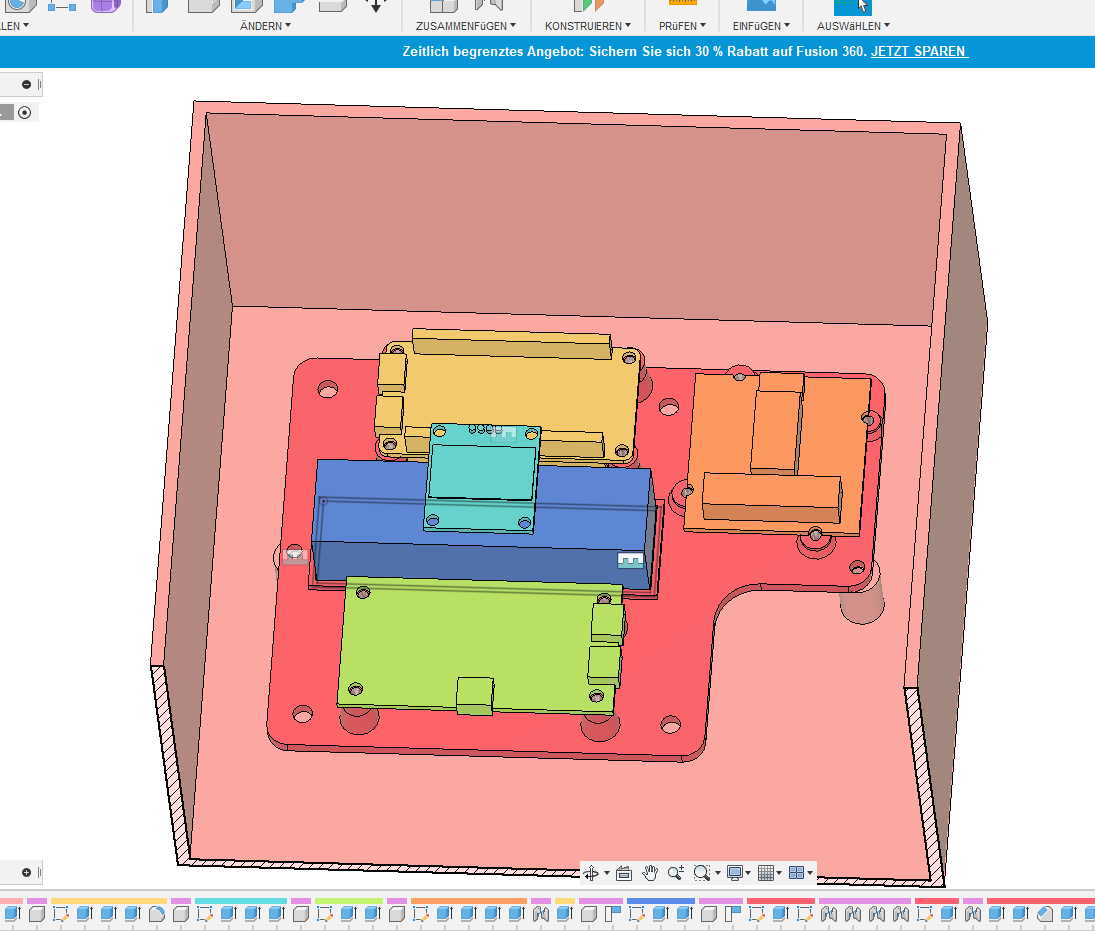 LLEN ▾ ÄNDERN ▾ ZUSAMMENFüGEN ▾ KONSTRUIEREN ▾ PRüFEN ▾ EINFüGEN ▾ AUSWäHLEN ▾
Zeitlich begrenztes Angebot: Sichern Sie sich 30 % Rabatt auf Fusion 360. JETZT SPAREN